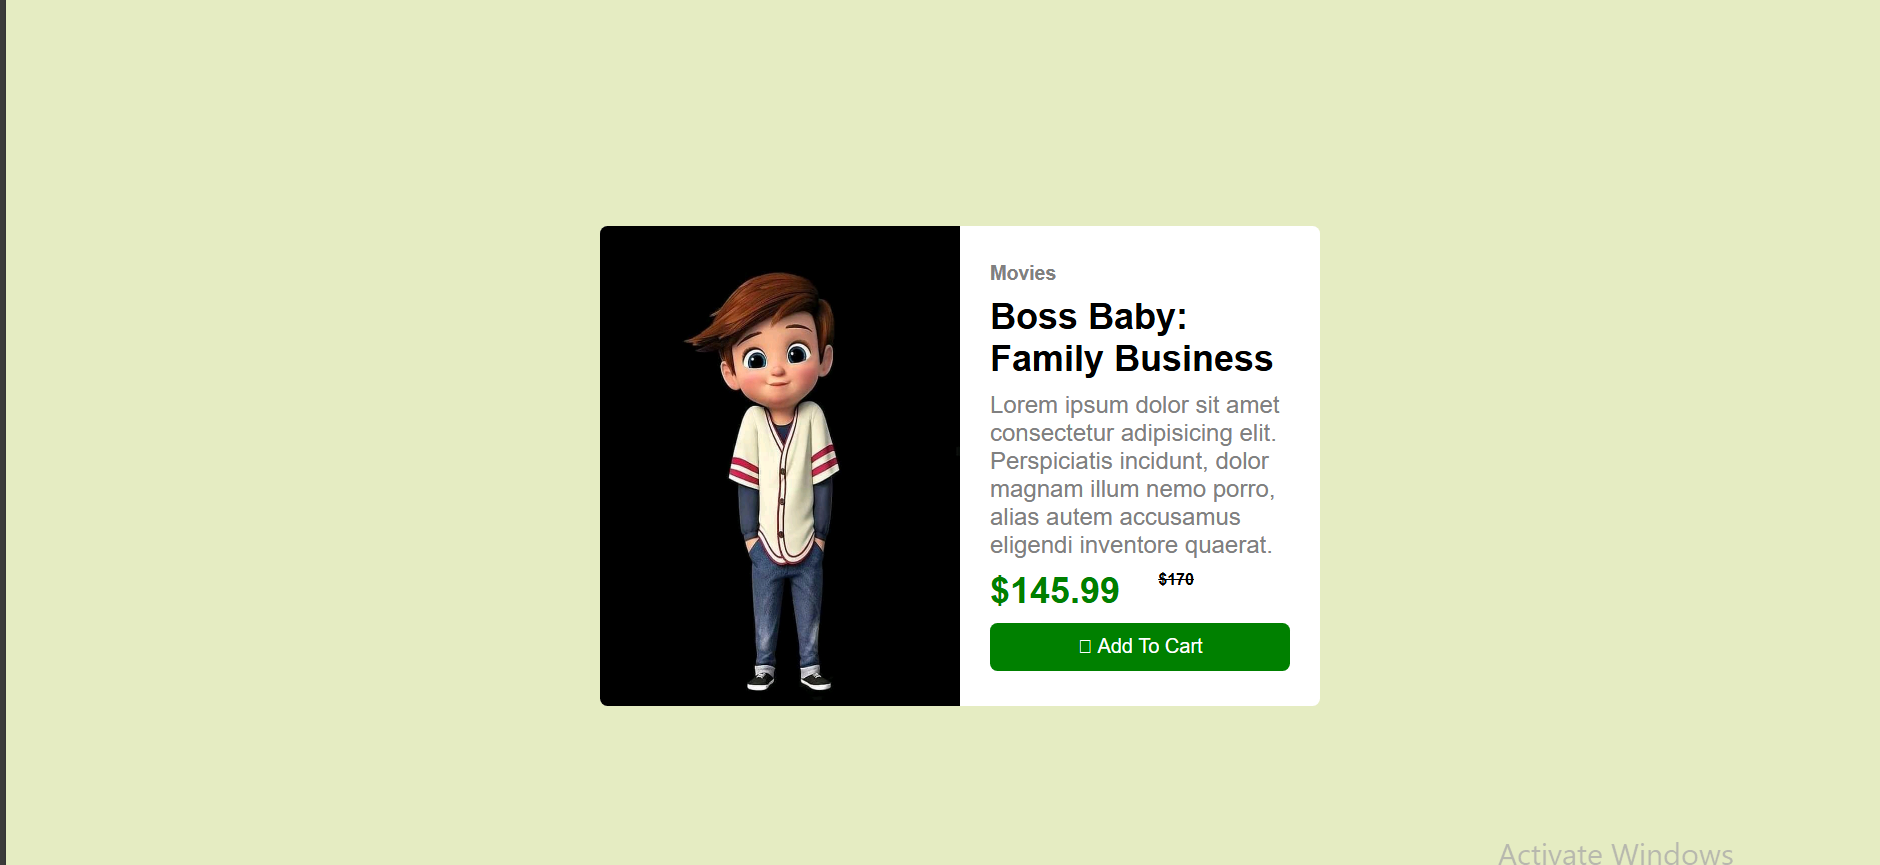 Movies
Boss Baby:
Family Business
Lorem ipsum dolor sit amet
consectetur adipisicing elit.
Perspiciatis incidunt, dolor
magnam illum nemo porro,
alias autem accusamus
eligendi inventore quaerat.
$145.99 $170
Add To Cart
Activate Windows